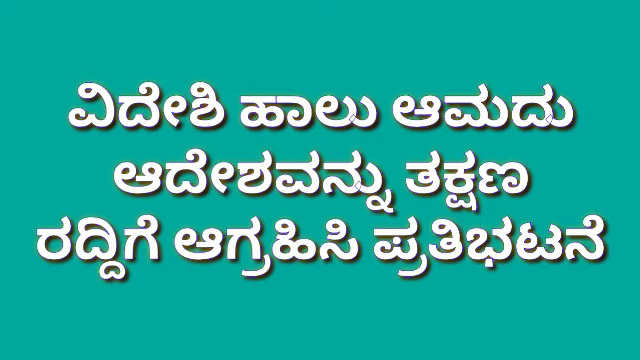 ವಿದೇಶಿ ಹಾಲು ಆಮದು
ಆದೇಶವನ್ನು ತಕ್ಷಣ
ರದ್ದಿಗೆ ಆಗ್ರಹಿಸಿ ಪ್ರತಿಭಟನೆ